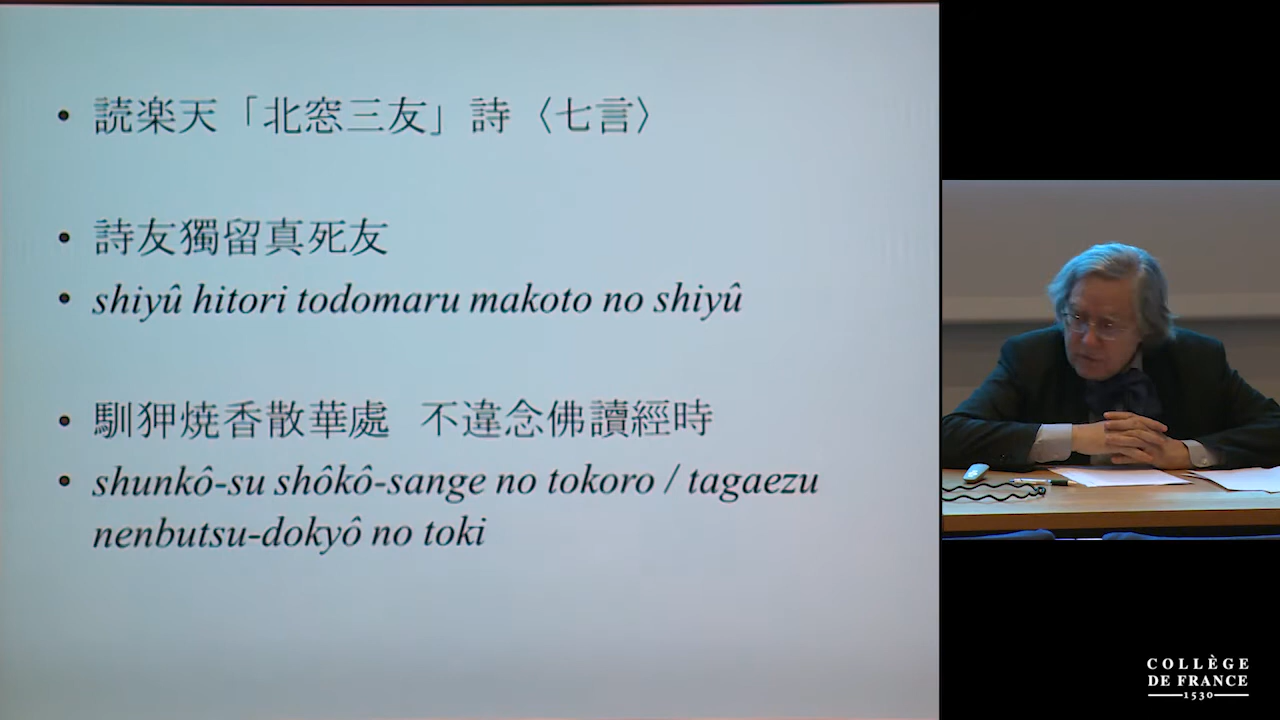 • 読楽天「北窓三友」詩〈七言〉
• 詩友獨留真死友
• shiyû hitori todomaru makoto no shiyû
• 馴狎焼香散華處 不違念佛讀經時
• shunkô-su shôkô-sange no tokoro / tagaezu
nenbutsu-dokyô no toki
COLLÈGE
DE FRANCE
1530